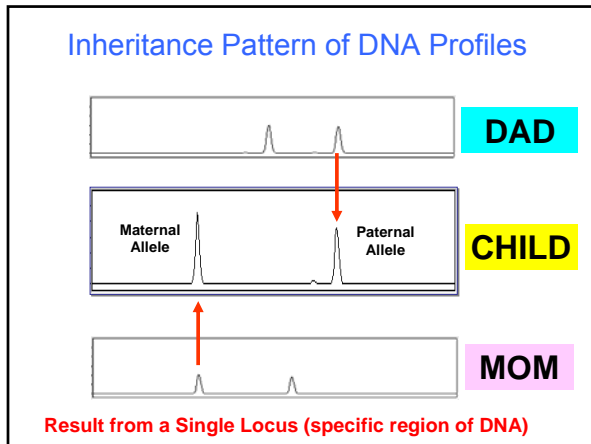 Inheritance Pattern of DNA Profiles
DAD
Maternal
Allele
Paternal
Allele
CHILD
MOM
Result from a Single Locus (specific region of DNA)